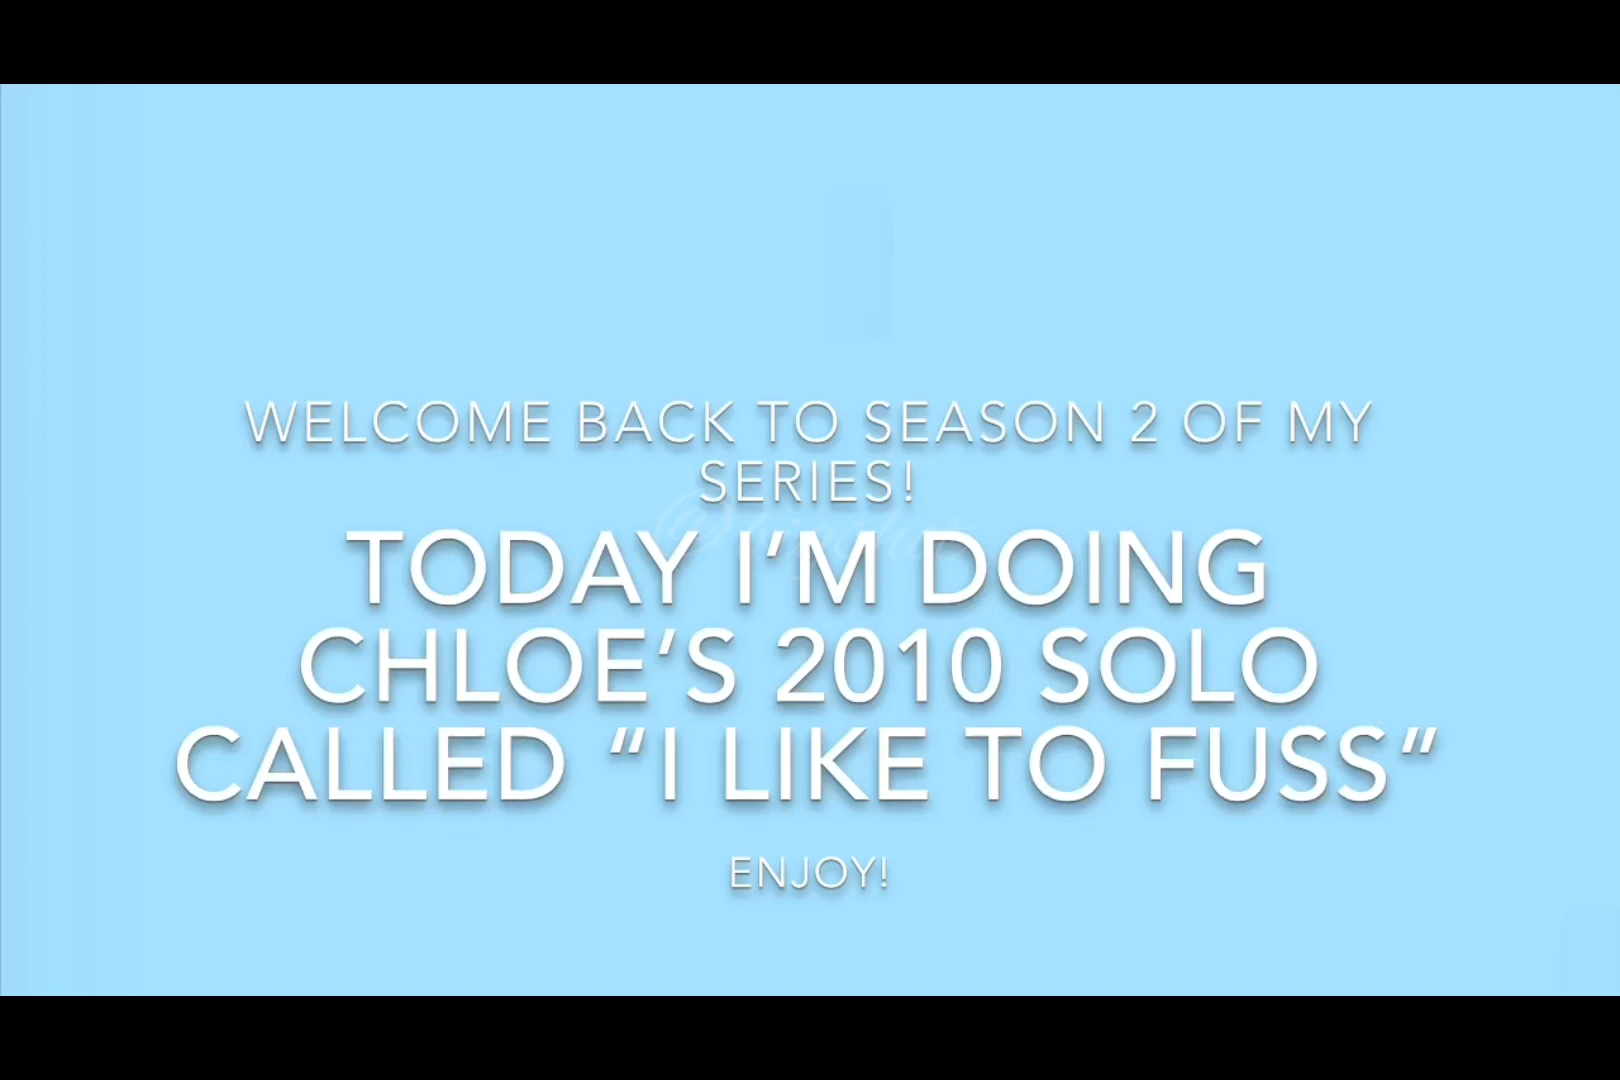 WELCOME BACK TO SEASON 2 OF MY
SERIES!
TODAY I’M DOING
CHLOE’S 2010 SOLO
CALLED “I LIKE TO FUSS”
ENJOY!